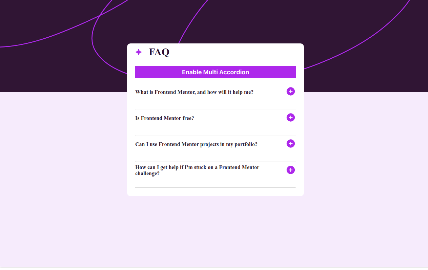 FAQ
Enable Multi Accordion
What is Frontend Mentor, and how will it help me?
Is Frontend Mentor free?
Can I use Frontend Mentor projects in my portfolio?
How can I get help if I'm stuck on a Frontend Mentor
challenge?